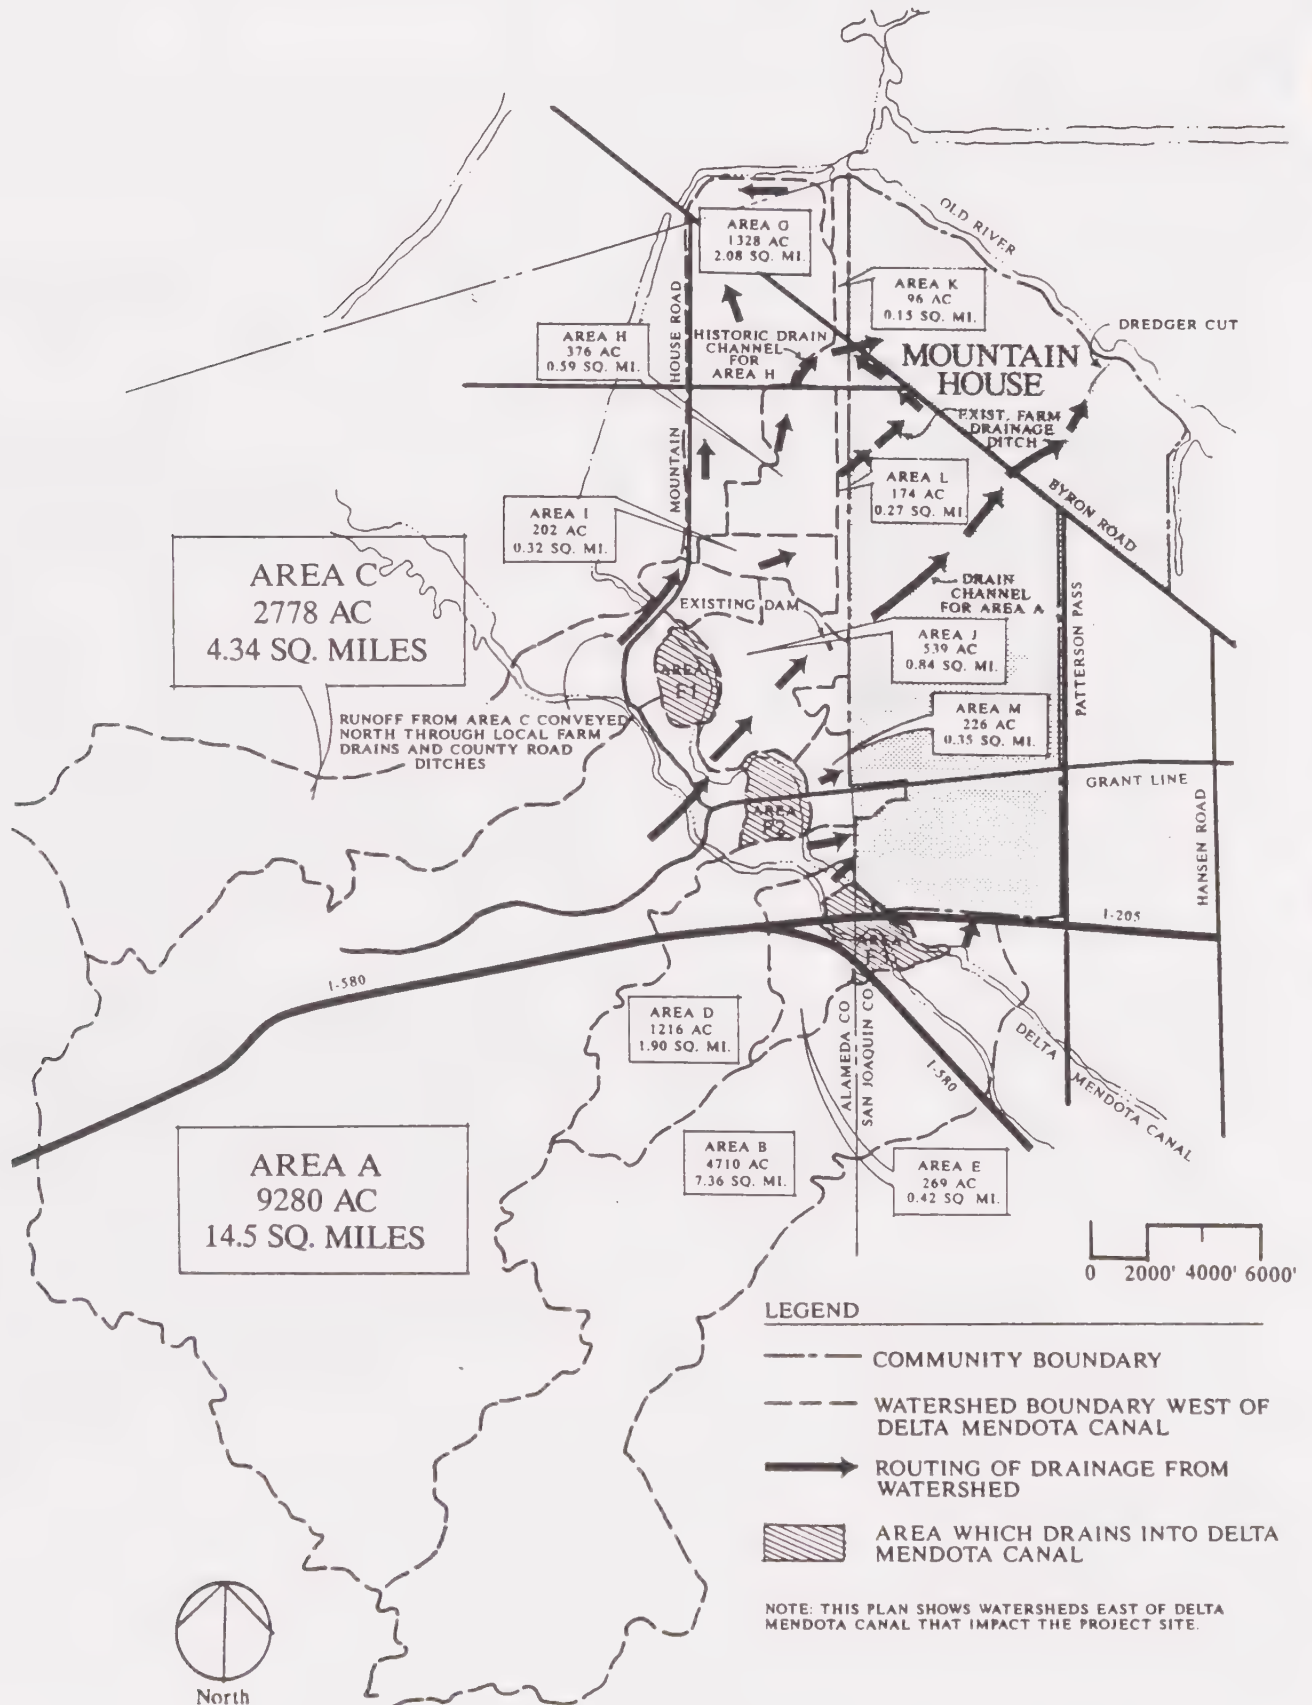 OLD RIVER
AREA G
1328 AC
2.08 SQ. MI.
AREA K
96 AC
0.15 SQ. MI.
DREDGER CUT
AREA H
376 AC
0.59 SQ. MI.
HOUSE ROAD
MOUNTAIN
HISTORIC DRAIN
CHANNEL
FOR
AREA H
MOUNTAIN
HOUSE
EXIST. FARM
DRAINAGE
DITCH
AREA L
174 AC
0.27 SQ. MI.
BYRON ROAD
AREA I
202 AC
0.32 SQ. MI.
AREA C
2778 AC
4.34 SQ. MILES
EXISTING DAM
DRAIN
CHANNEL
FOR AREA A
AREA J
539 AC
0.84 SQ. MI.
PATTERSON PASS
AREA
F1
AREA M
226 AC
0.35 SQ. MI.
RUNOFF FROM AREA C CONVEYED
NORTH THROUGH LOCAL FARM
DRAINS AND COUNTY ROAD
DITCHES
GRANT LINE
AREA
F2
HANSEN ROAD
I-205
AREA
I-580
AREA D
1216 AC
1.90 SQ. MI.
ALAMEDA CO
SAN JOAQUIN CO.
I-580
DELTA
MENDOTA CANAL
AREA A
9280 AC
14.5 SQ. MILES
AREA B
4710 AC
7.36 SQ. MI.
AREA E
269 AC
0.42 SQ MI.
0 2000' 4000' 6000'
LEGEND
COMMUNITY BOUNDARY
WATERSHED BOUNDARY WEST OF
DELTA MENDOTA CANAL
ROUTING OF DRAINAGE FROM
WATERSHED
AREA WHICH DRAINS INTO DELTA
MENDOTA CANAL
NOTE: THIS PLAN SHOWS WATERSHEDS EAST OF DELTA
MENDOTA CANAL THAT IMPACT THE PROJECT SITE.
North